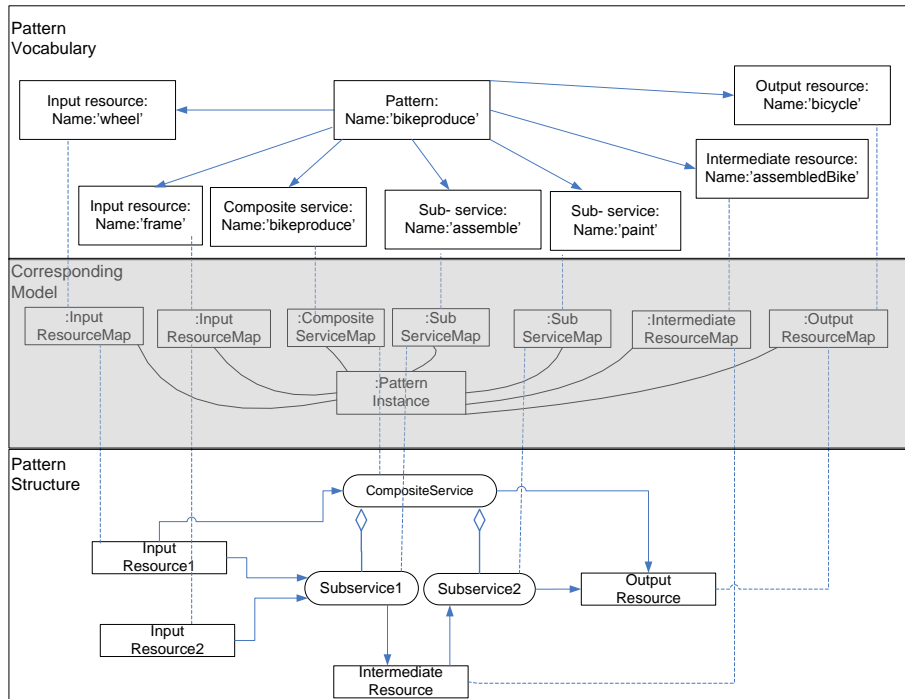 Pattern
Vocabulary
Input resource:
Name:'wheel'
Pattern:
Name:'bikeproduce'
Output resource:
Name:'bicycle'
Intermediate resource:
Name:'assembledBike'
Input resource:
Name:'frame'
Composite service:
Name:'bikeproduce'
Sub- service:
Name:'assemble'
Sub- service:
Name:'paint'
Corresponding
Model
:Input
ResourceMap
:Input
ResourceMap
:Composite
ServiceMap
:Sub
ServiceMap
:Sub
ServiceMap
:Intermediate
ResourceMap
:Output
ResourceMap
:Pattern
Instance
Pattern
Structure
CompositeService
Input
Resource1
Subservice1
Subservice2
Output
Resource
Input
Resource2
Intermediate
Resource